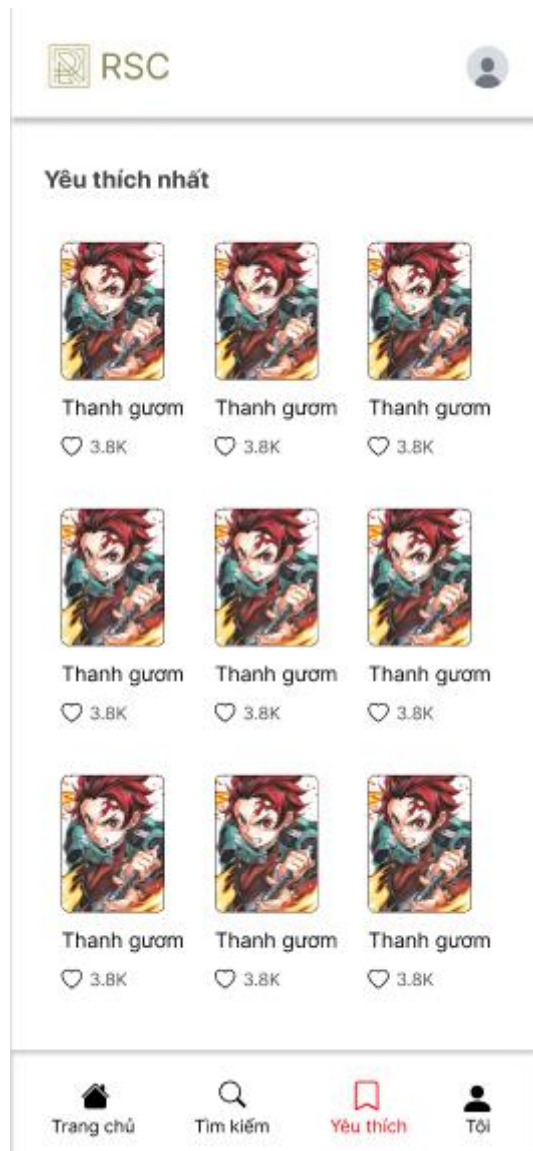 RSC
Yêu thích nhất
Thanh gươm Thanh gươm Thanh gươm
3.8K 3.8K 3.8K
Thanh gươm Thanh gươm Thanh gươm
3.8K 3.8K 3.8K
Thanh gươm Thanh gươm Thanh gươm
3.8K 3.8K 3.8K
Trang chủ Tìm kiếm Yêu thích Tội